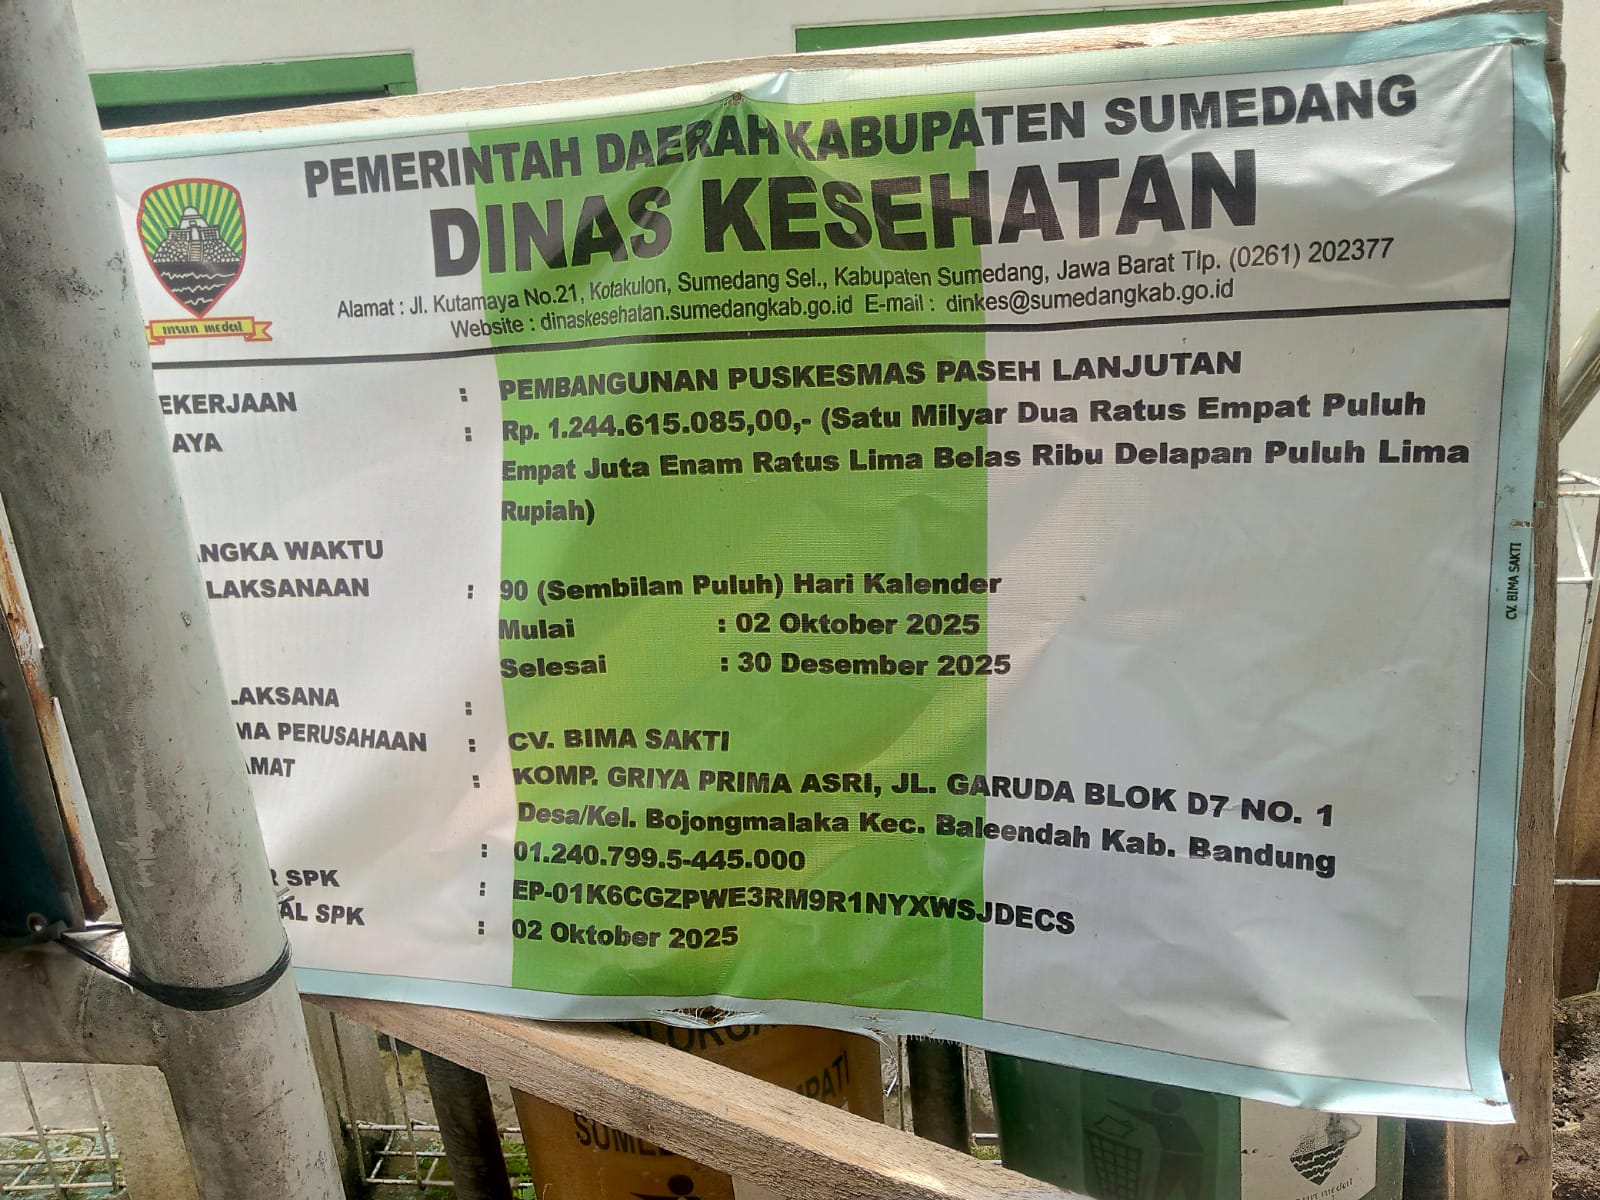 PEMERINTAH DAERAH KABUPATEN SUMEDANG
DINAS KESEHATAN
Alamat : Jl. Kutamaya No.21, Kotakulon, Sumedang Sel., Kabupaten Sumedang, Jawa Barat Tlp. (0261) 202377
Website : dinaskesehatan.sumedangkab.go.id E-mail : dinkes@sumedangkab.go.id
insun medal
EKERJAAN : PEMBANGUNAN PUSKESMAS PASEH LANJUTAN
AYA : Rp. 1.244.615.085,00,- (Satu Milyar Dua Ratus Empat Puluh
Empat Juta Enam Ratus Lima Belas Ribu Delapan Puluh Lima
Rupiah)
ANGKA WAKTU
LAKSANAAN : 90 (Sembilan Puluh) Hari Kalender
Mulai : 02 Oktober 2025
Selesai : 30 Desember 2025
LAKSANA :
MA PERUSAHAAN : CV. BIMA SAKTI
AMAT : KOMP. GRIYA PRIMA ASRI, JL. GARUDA BLOK D7 NO. 1
Desa/Kel. Bojongmalaka Kec. Baleendah Kab. Bandung
: 01.240.799.5-445.000
R SPK : EP-01K6CGZPWE3RM9R1NYXWSJDECS
AL SPK : 02 Oktober 2025
CV. BIMA SAKTI